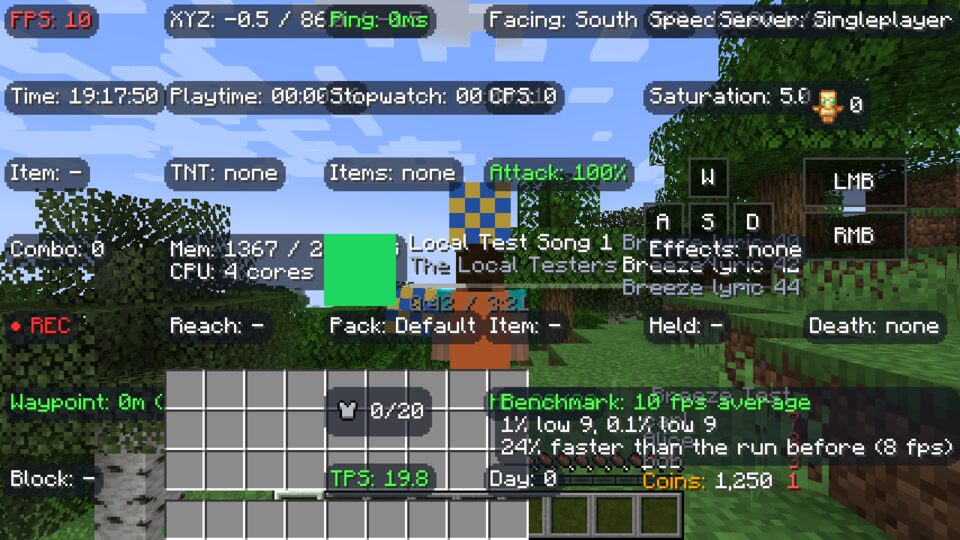 FPS: 10
XYZ: -0.5 / 86
Ping: 0ms
Facing: South
Speed
Server: Singleplayer
Time: 19:17:50
Playtime: 00:00
Stopwatch: 00
CPS:
0
Saturation: 5.0
0
Item: -
TNT: none
Items: none
Attack: 100%
W
LMB
A
S
D
RMB
Combo: 0
Mem: 1367 / 2
CPU: 4 cores
Local Test Song 1
The Local Testers
Effects: none
Breeze lyric 44
0:12 / 3:21
● REC
Reach: -
Pack: Default
Item: -
Held: -
Death: none
Waypoint: 0m (
0/20
Breeze Test
Benchmark: 10 fps average
1% low 9, 0.1% low 9
24% faster than the run before (8 fps)
Block: -
TPS: 19.8
Day: 0
Coins: 1,250
1